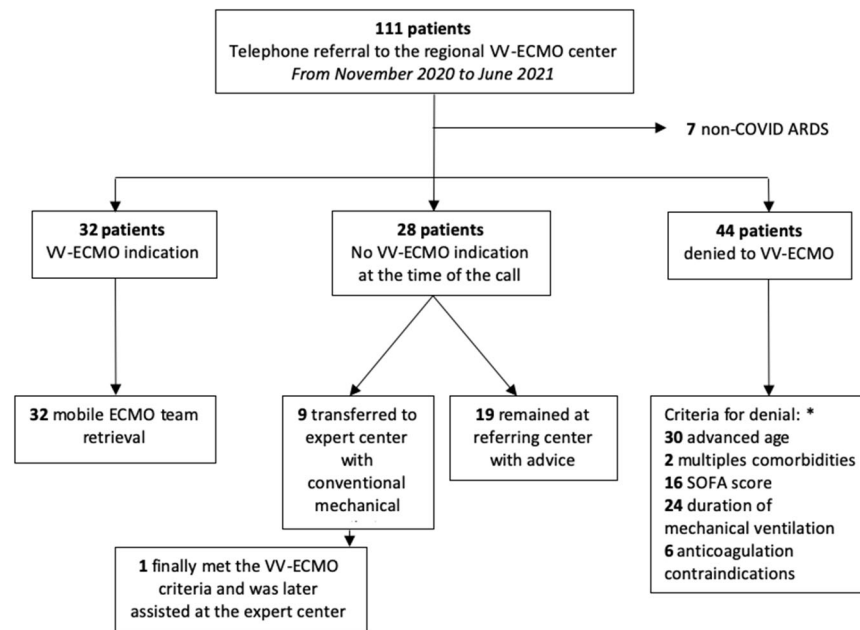 111 patients
Telephone referral to the regional VV-ECMO center
From November 2020 to June 2021
7 non-COVID ARDS
32 patients
VV-ECMO indication
28 patients
No VV-ECMO indication
at the time of the call
44 patients
denied to VV-ECMO
32 mobile ECMO team
retrieval
9 transferred to
expert center
with
conventional
mechanical
19 remained at
referring center
with advice
Criteria for denial: *
30 advanced age
2 multiples comorbidities
16 SOFA score
24 duration of
mechanical ventilation
6 anticoagulation
contraindications
1 finally met the VV-ECMO
criteria and was later
assisted at the expert center